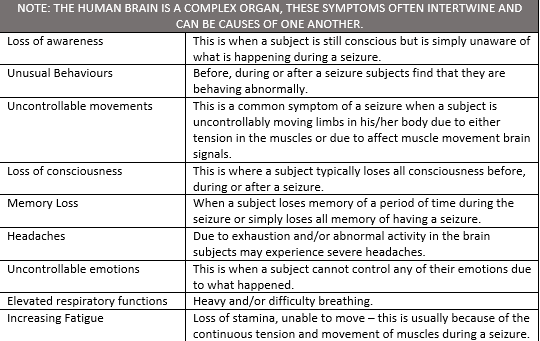 NOTE: THE HUMAN BRAIN IS A COMPLEX ORGAN, THESE SYMPTOMS OFTEN INTERTWINE AND
CAN BE CAUSES OF ONE ANOTHER.
Loss of awareness
This is when a subject is still conscious but is simply unaware of
what is happening during a seizure.
Unusual Behaviours
Before, during or after a seizure subjects find that they are
behaving abnormally.
Uncontrollable movements
This is a common symptom of a seizure when a subject is
uncontrollably moving limbs in his/her body due to either
tension in the muscles or due to affect muscle movement brain
signals.
Loss of consciousness
This is where a subject typically loses all consciousness before,
during or after a seizure.
Memory Loss
When a subject loses memory of a period of time during the
seizure or simply loses all memory of having a seizure.
Headaches
Due to exhaustion and/or abnormal activity in the brain
subjects may experience severe headaches.
Uncontrollable emotions
This is when a subject cannot control any of their emotions due
to what happened.
Elevated respiratory functions
Heavy and/or difficulty breathing.
Increasing Fatigue
Loss of stamina, unable to move – this is usually because of the
continuous tension and movement of muscles during a seizure.